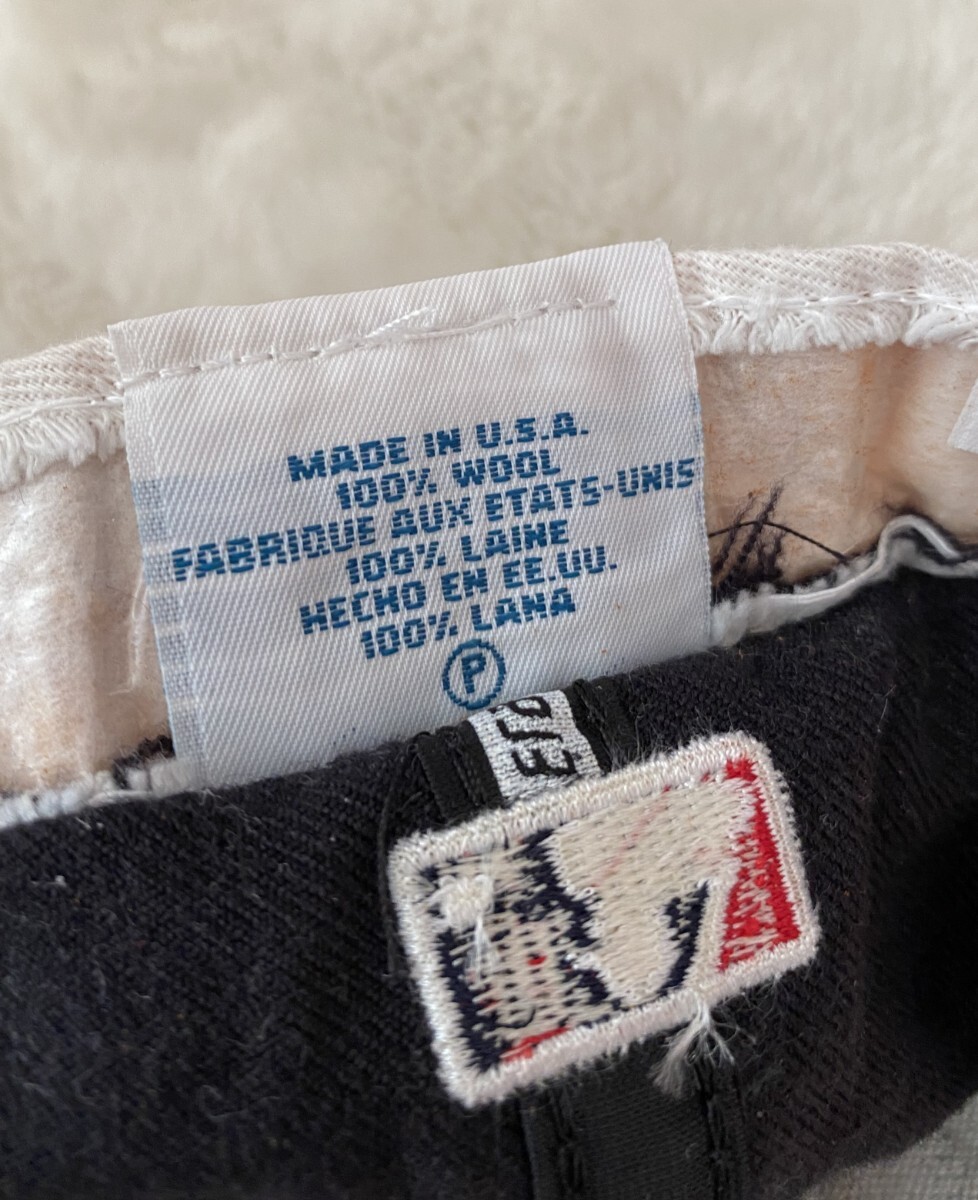 MADE IN U.S.A.
100% WOOL
FABRIQUE AUX ETATS-UNIS
100% LAINE
HECHO EN EE.UU.
100% LANA
P